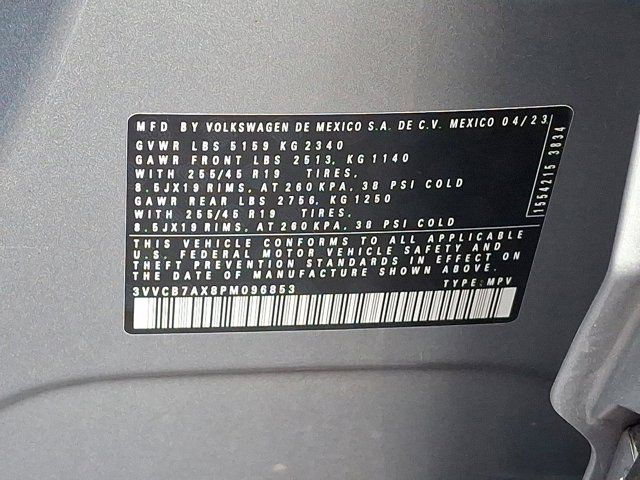 MFD BY VOLKSWAGEN DE MEXICO S.A. DE C.V. MEXICO 04/23
GVWR LBS 5159 KG 2340
GAWR FRONT LBS 2513, KG 1140
WITH 255/45 R19 TIRES,
8.5JX19 RIMS, AT 260 KPA, 38 PSI COLD
GAWR REAR LBS 2756, KG 1250
WITH 255/45 R19 TIRES.
8.5JX19 RIMS, AT 260 KPA, 38 PSI COLD
THIS VEHICLE CONFORMS TO ALL APPLICABLE
U.S. FEDERAL MOTOR VEHICLE SAFETY AND
THEFT PREVENTION STANDARDS IN EFFECT ON
THE DATE OF MANUFACTURE SHOWN ABOVE.
3VVCB7AX8PM096853 TYPE: MPV
1554215 3834